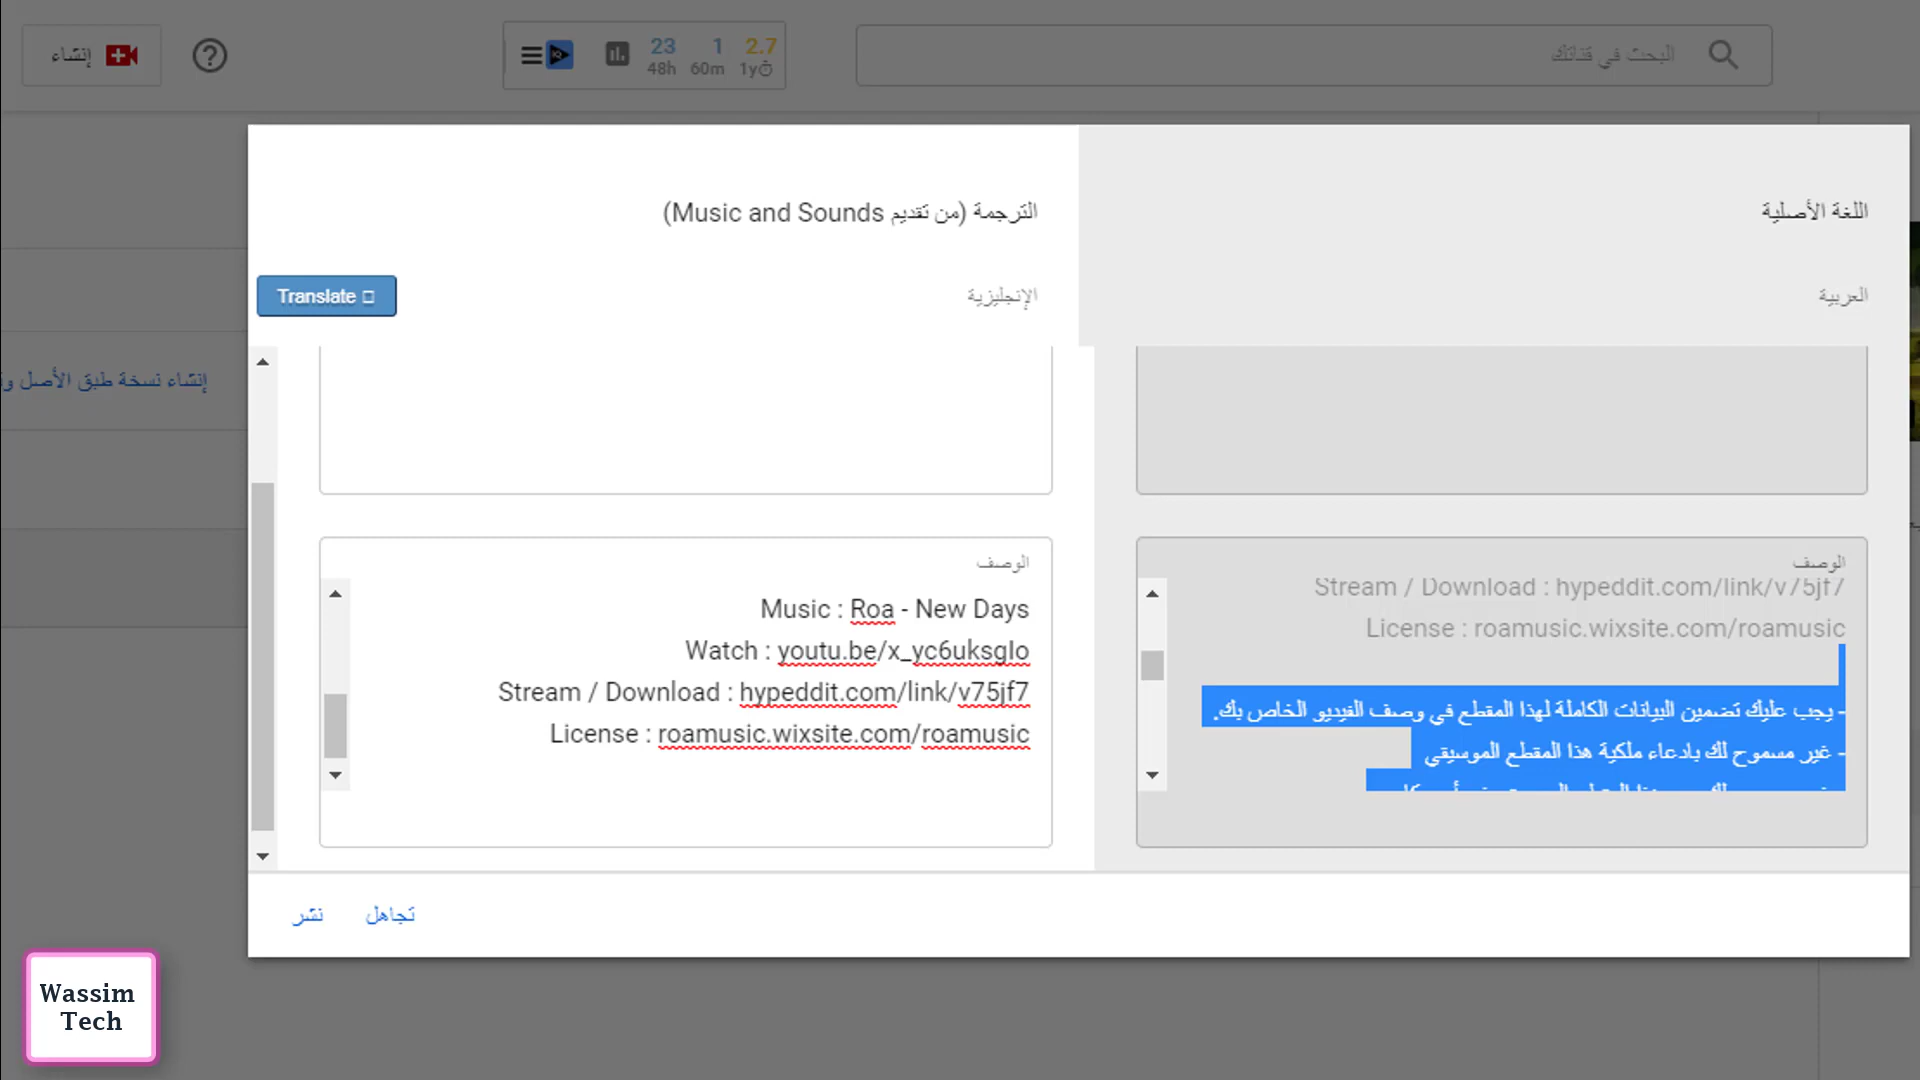 البحث في قناتك
23 1 2.7
48h 60m 1y
إنشاء
اللغة الأصلية
الترجمة (من تقديم Music and Sounds)
العربية
الإنجليزية
Translate
إنشاء نسخة طبق الأصل
الوصف
Stream / Download : hypeddit.com/link/v75jf7
License : roamusic.wixsite.com/roamusic
- يجب عليك تضمين البيانات الكاملة لهذا المقطع في وصف الفيديو الخاص بك.
- غير مسموح لك بادعاء ملكية هذا المقطع الموسيقي
الوصف
Music : Roa - New Days
Watch : youtu.be/x_yc6uksglo
Stream / Download : hypeddit.com/link/v75jf7
License : roamusic.wixsite.com/roamusic
تجاهل
نشر
Wassim
Tech